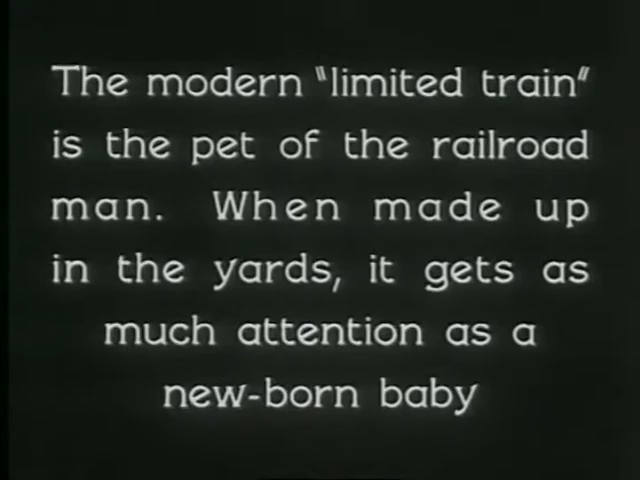 The modern "limited train"
is the pet of the railroad
man. When made up
in the yards, it gets as
much attention as a
new-born baby